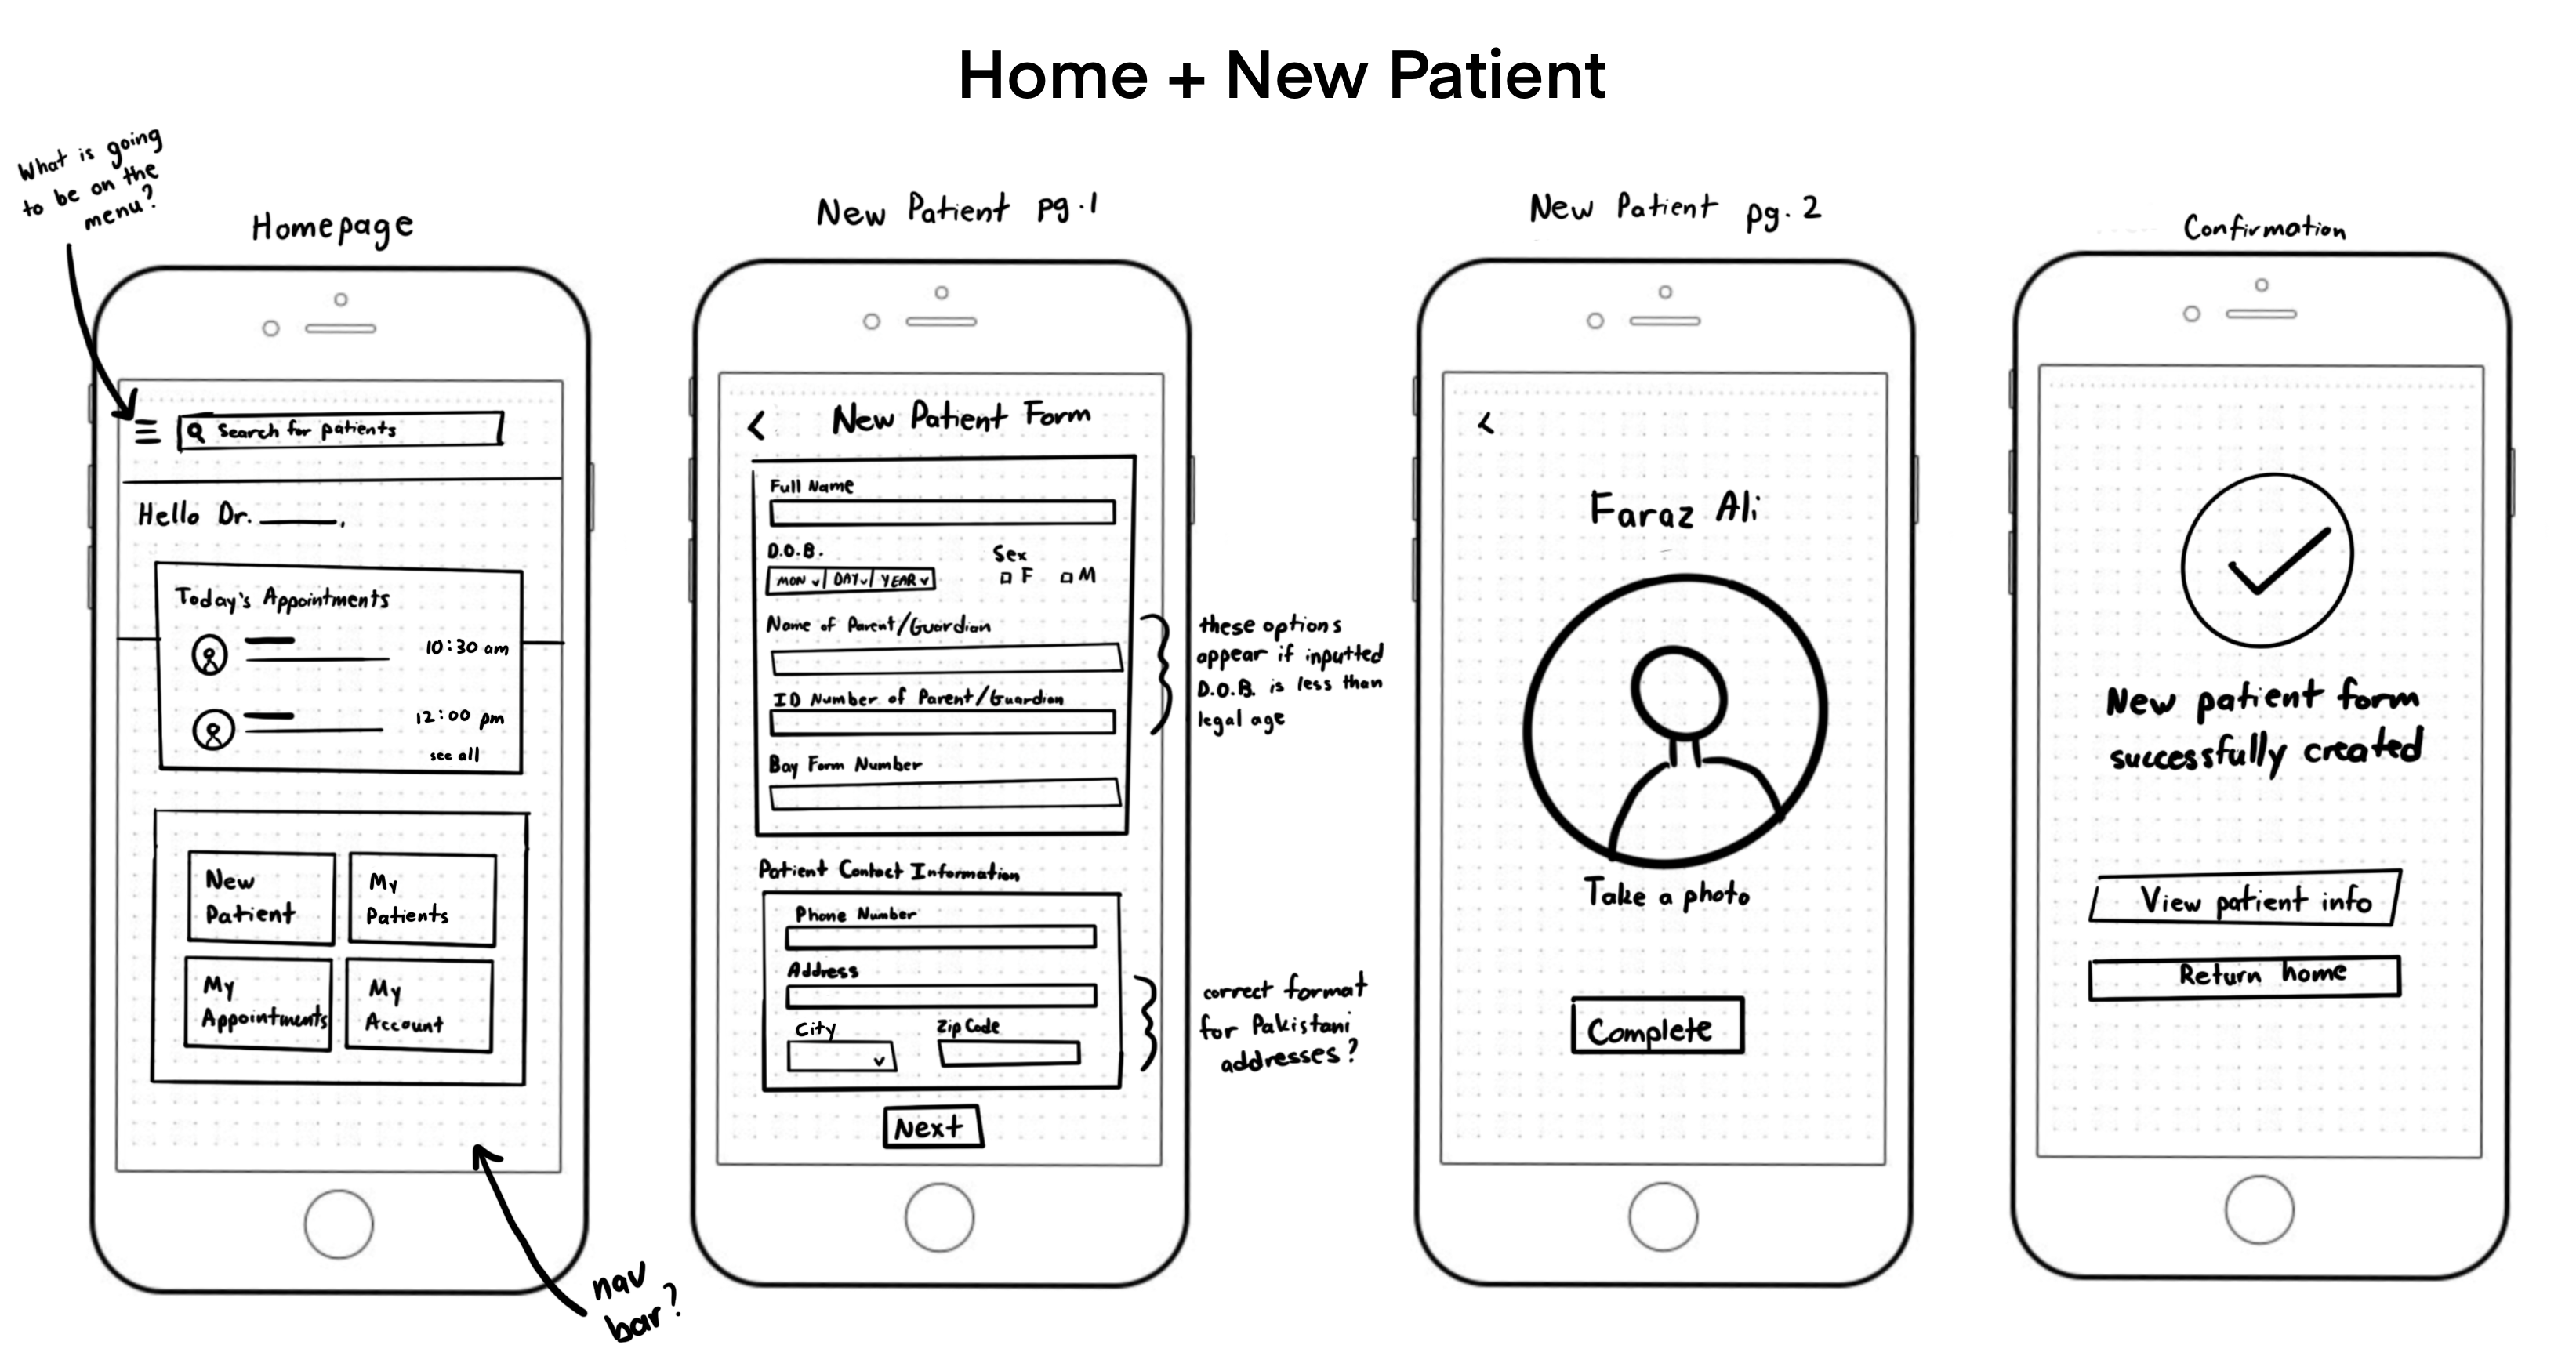 Home + New Patient
What is going
to be on the
menu?
Homepage
Search for patients
Hello Dr. ______.
Today's Appointments
10:30 am
12:00 pm
see all
New
Patient
My
Patients
My
Appointments
My
Account
nav
bar?
New Patient pg.1
< New Patient Form
Full Name
D.O.B.
Sex
MON DAY YEAR
F M
Name of Parent/Guardian
ID Number of Parent/Guardian
Bay Form Number
these options
appear if inputted
D.O.B. is less than
legal age
Patient Contact Information
Phone Number
Address
City
Zip Code
correct format
for Pakistani
addresses?
Next
New Patient pg. 2
<
Faraz Ali
Take a photo
Complete
Confirmation
New patient form
successfully created
View patient info
Return home